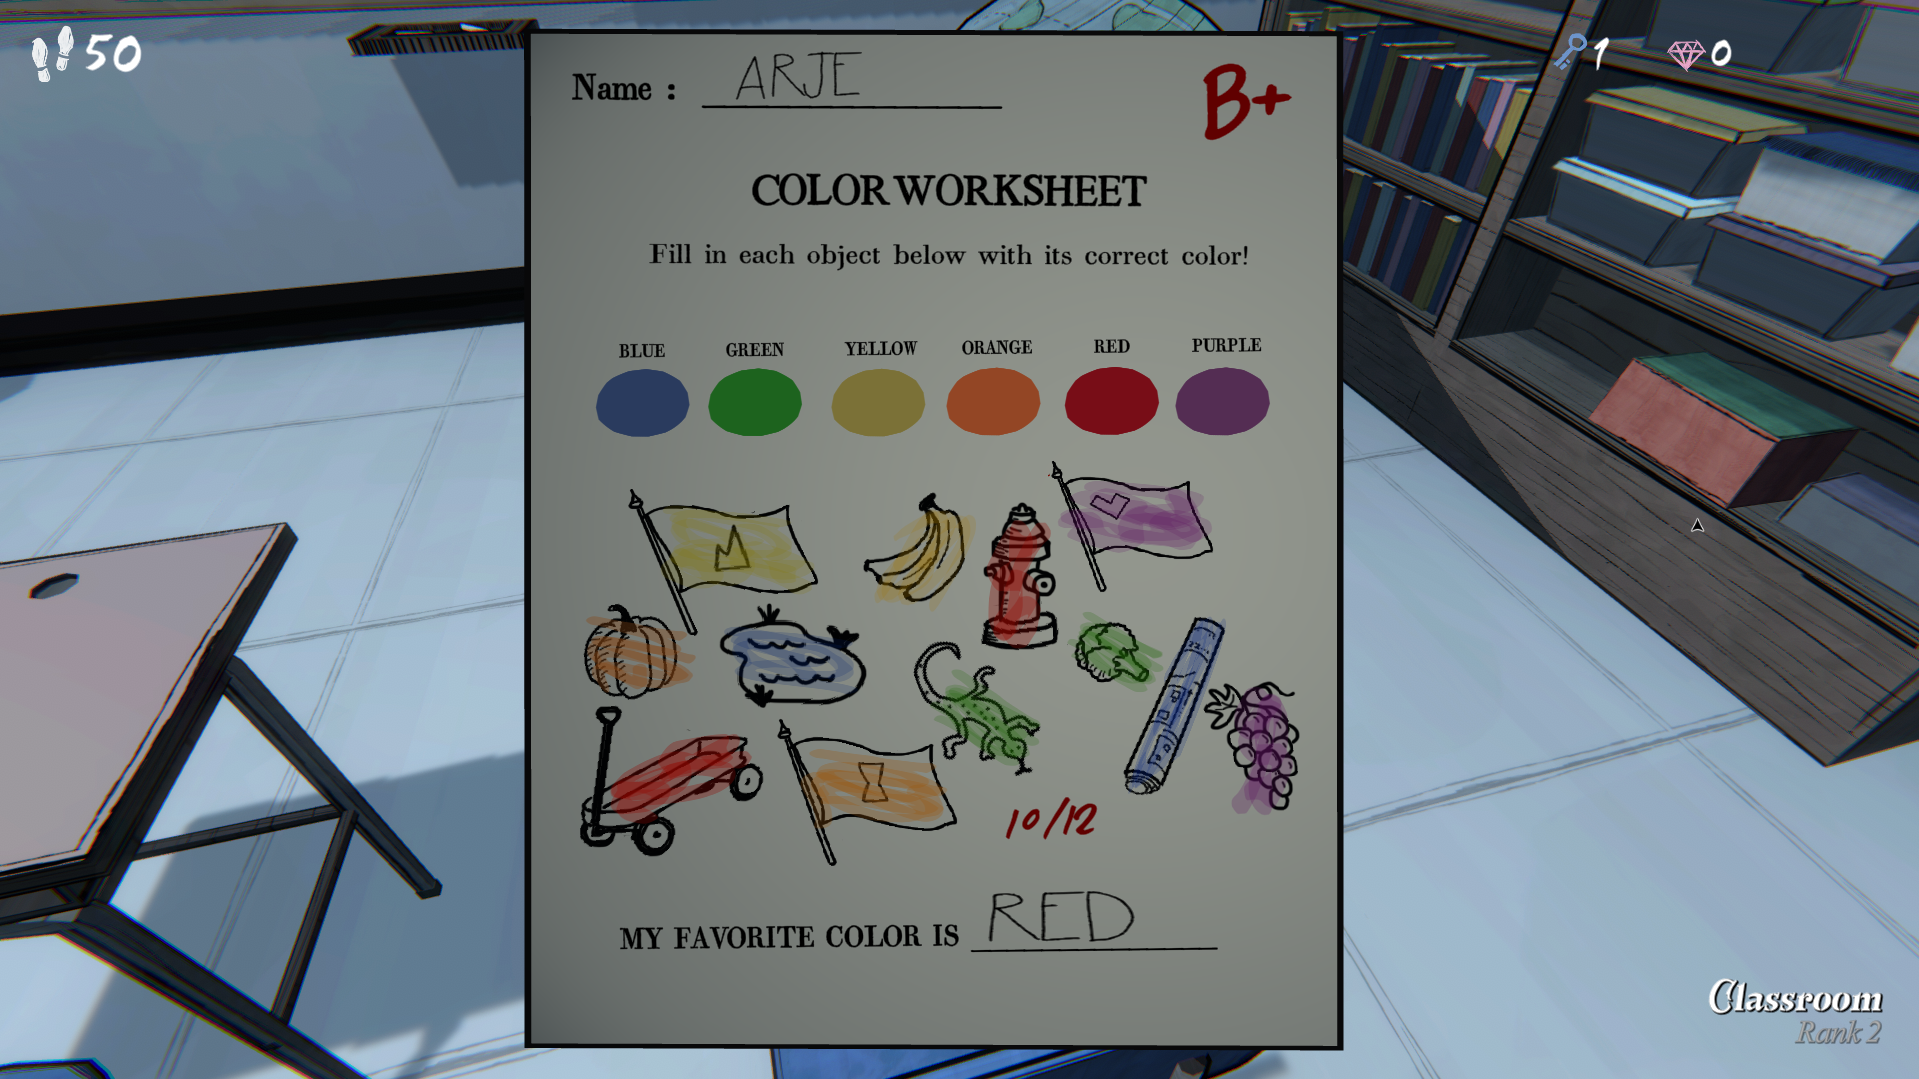 50
1
0
Name : ARJE
B+
COLOR WORKSHEET
Fill in each object below with its correct color!
BLUE GREEN YELLOW ORANGE RED PURPLE
10/12
MY FAVORITE COLOR IS RED
Classroom
Rank 2